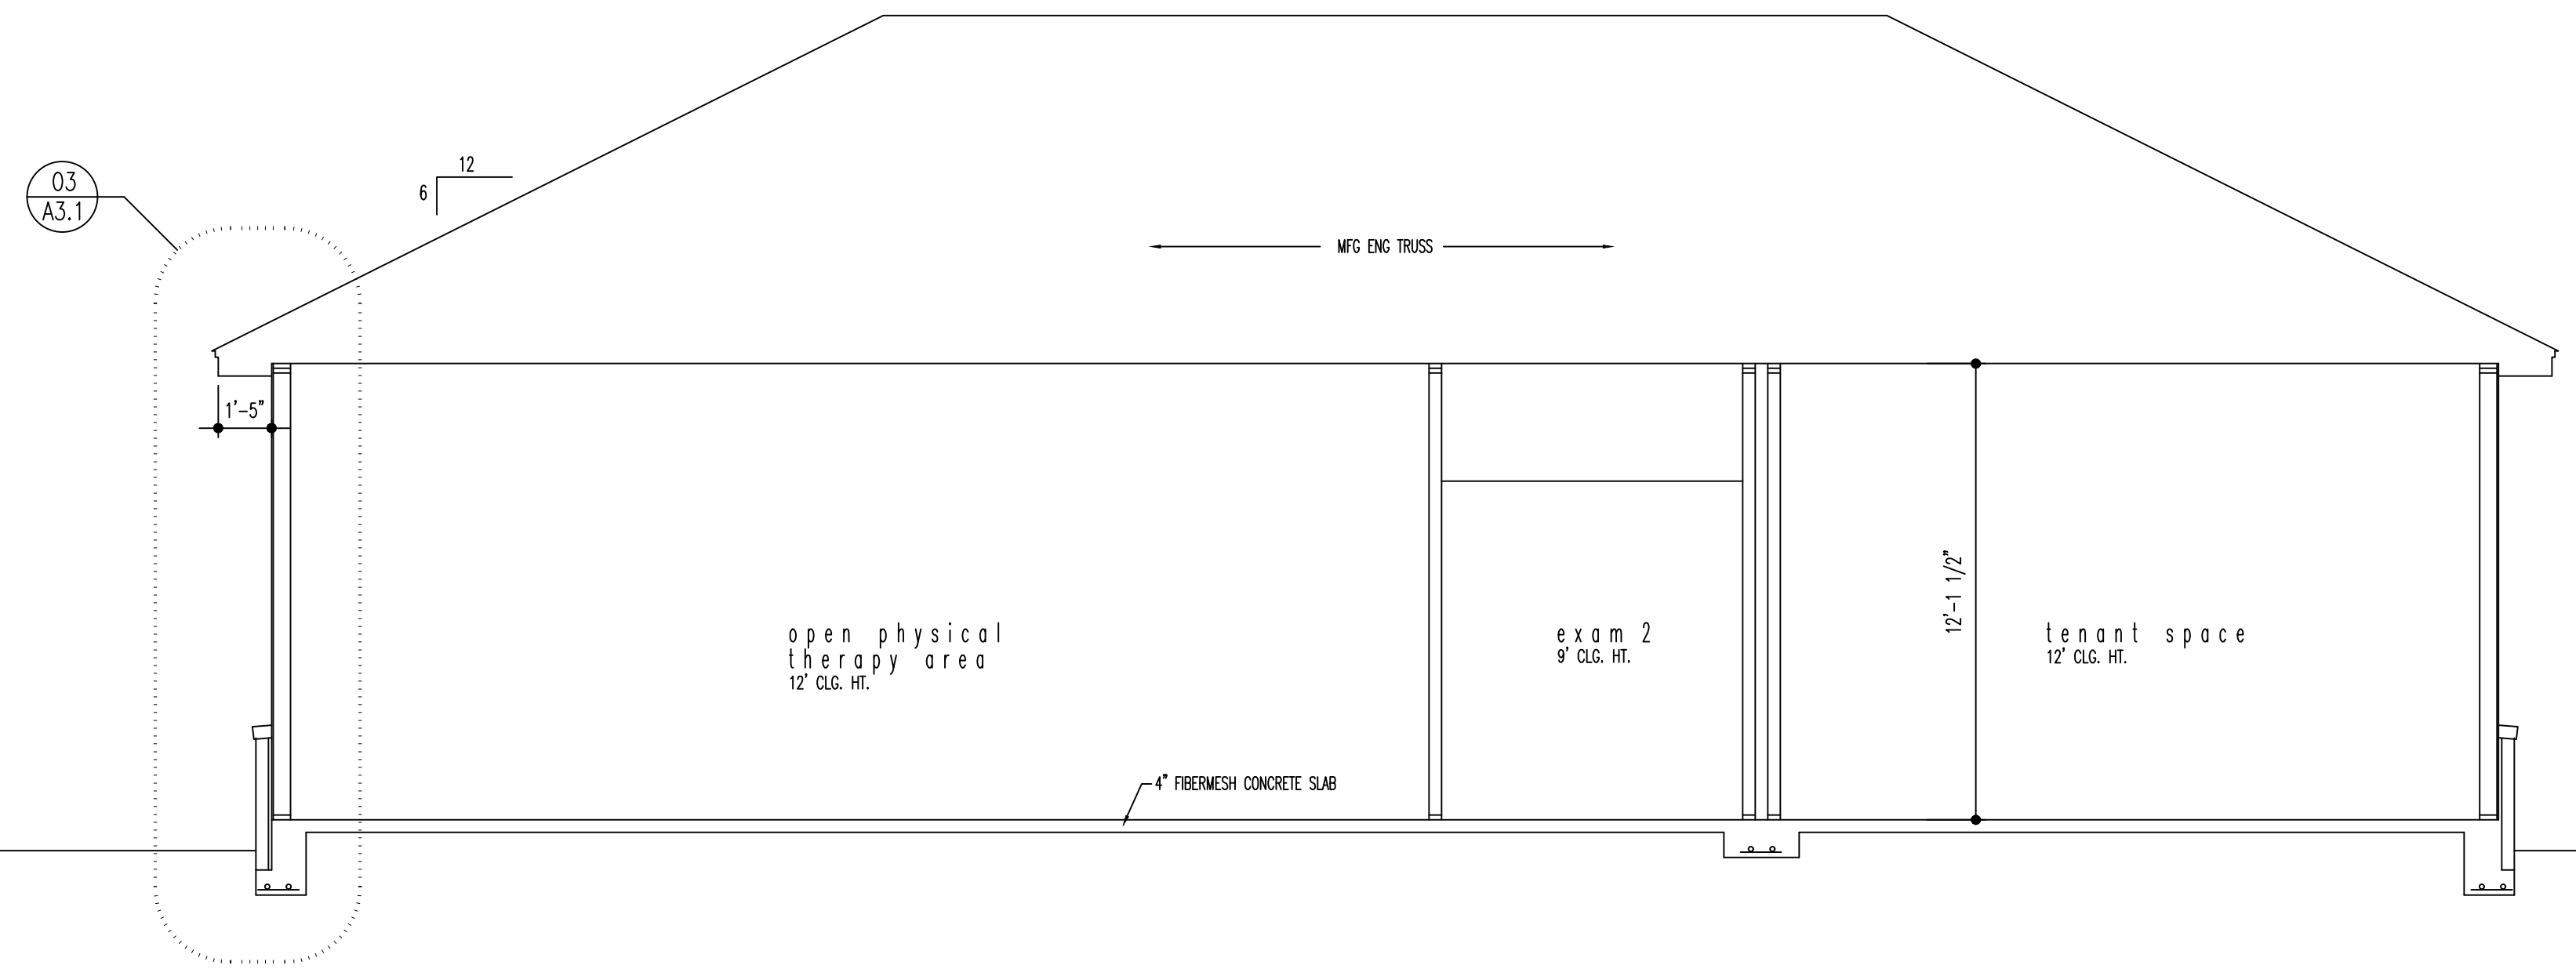 12
6
03
A3.1
MFG ENG TRUSS
1'-5"
12'-1 1/2"
open physical
therapy area
12' CLG. HT.
exam 2
9' CLG. HT.
tenant space
12' CLG. HT.
4" FIBERMESH CONCRETE SLAB